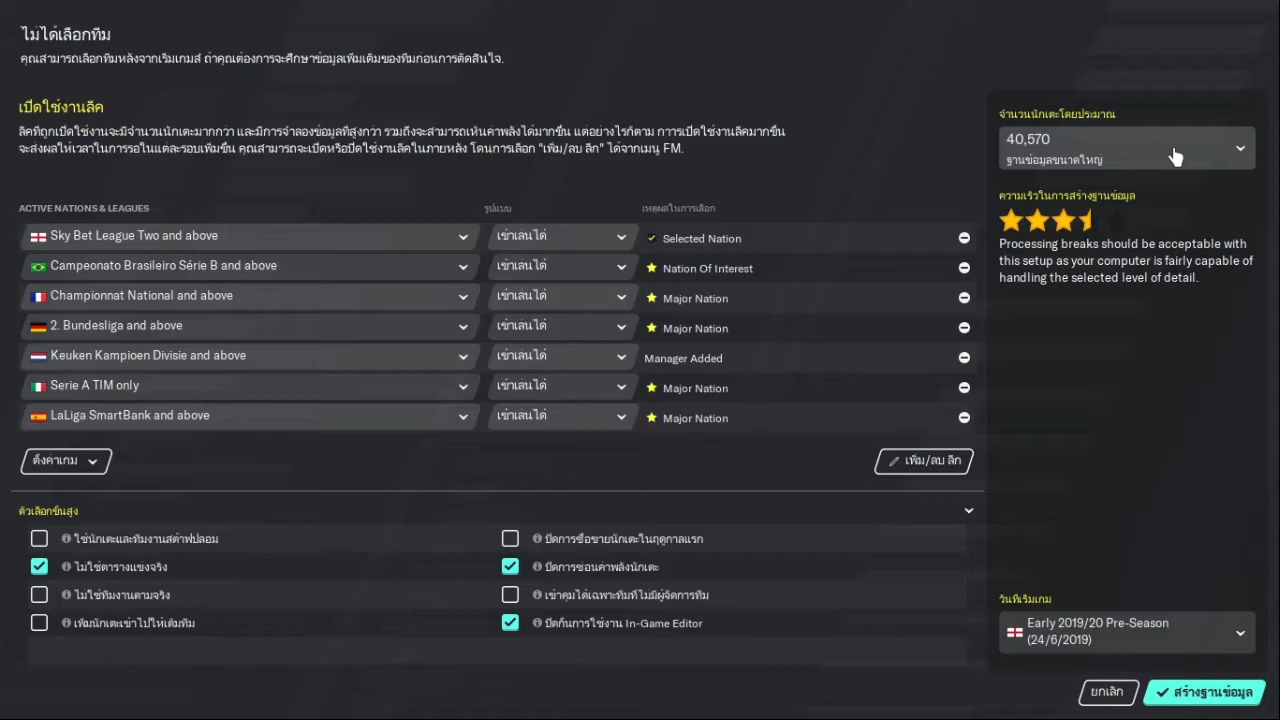 ไม่ได้เลือกทีม
คุณสามารถเลือกทีมหลังจากเริ่มเกมส์ ถ้าคุณต้องการจะศึกษาข้อมูลเพิ่มเติมของทีมก่อนการตัดสินใจ.
เปิดใช้งานลีค
ลีคที่ถูกเปิดใช้งานจะมีจำนวนนักเตะมากกว่า และมีการจำลองข้อมูลที่สูงกว่า รวมถึงจะสามารถเห็นค่าพลังได้มากขึ้น แต่อย่างไรก็ตาม กาารเปิดใช้งานลีคมากขึ้น
จะส่งผลให้เวลาในการรอในแต่ละรอบเพิ่มขึ้น คุณสามารถจะเปิดหรือปิดใช้งานลีคในภายหลัง โดนการเลือก "เพิ่ม/ลบ ลีก" ได้จากเมนู FM.
ACTIVE NATIONS & LEAGUES รูปแบบ เหตุผลในการเลือก
Sky Bet League Two and above เข้าเล่นได้ Selected Nation
Campeonato Brasileiro Série B and above เข้าเล่นได้ Nation Of Interest
Championnat National and above เข้าเล่นได้ Major Nation
2. Bundesliga and above เข้าเล่นได้ Major Nation
Keuken Kampioen Divisie and above เข้าเล่นได้ Manager Added
Serie A TIM only เข้าเล่นได้ Major Nation
LaLiga SmartBank and above เข้าเล่นได้ Major Nation
ตั้งค่าเกม เพิ่ม/ลบ ลีก
ตัวเลือกขั้นสูง
ใช้นักเตะและทีมงานสต๊าฟปลอม ปิดการซื้อขายนักเตะในฤดูกาลแรก
ไม่ใช้ตารางแข่งจริง ปิดการซ่อนค่าพลังนักเตะ
ไม่ใช้ทีมงานตามจริง เข้าคุมได้เฉพาะทีมที่ไม่มีผู้จัดการทีม
เพิ่มนักเตะเข้าไปให้เต็มทีม ปิดกั้นการใช้งาน In-Game Editor
จำนวนนักเตะโดยประมาณ
40,570
ฐานข้อมูลขนาดใหญ่
ความเร็วในการสร้างฐานข้อมูล
Processing breaks should be acceptable with
this setup as your computer is fairly capable of
handling the selected level of detail.
วันที่เริ่มเกม
Early 2019/20 Pre-Season
(24/6/2019)
ยกเลิก สร้างฐานข้อมูล